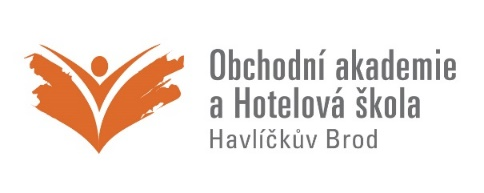 Obchodní akademie
a Hotelová škola
Havlíčkův Brod